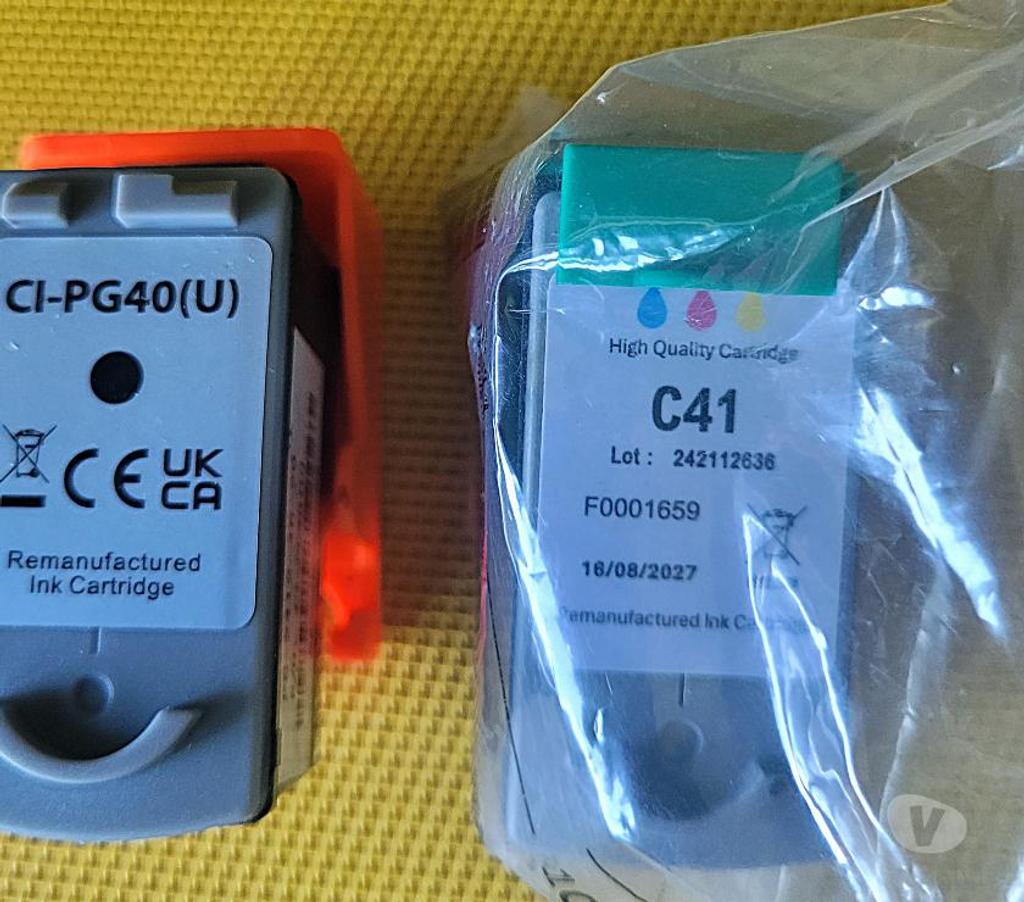 CI-PG40(U)
CE UK
CA
Remanufactured
Ink Cartridge
High Quality Cartridge
C41
Lot : 242112636
F0001659
16/08/2027
Remanufactured Ink
V